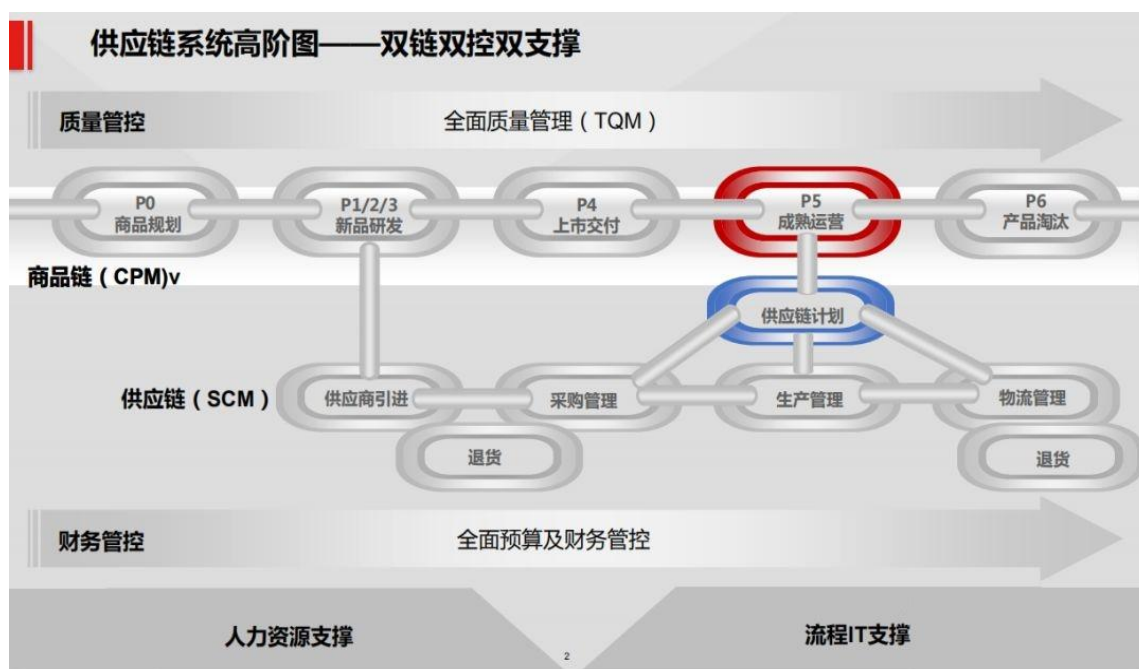 供应链系统高阶图——双链双控双支撑
质量管控
全面质量管理（TQM）
P0
商品规划
P1/2/3
新品研发
P4
上市交付
P5
成熟运营
P6
产品淘汰
商品链（CPM)v
供应链计划
供应链（SCM）
供应商引进
采购管理
生产管理
物流管理
退货
退货
财务管控
全面预算及财务管控
人力资源支撑
流程IT支撑
2